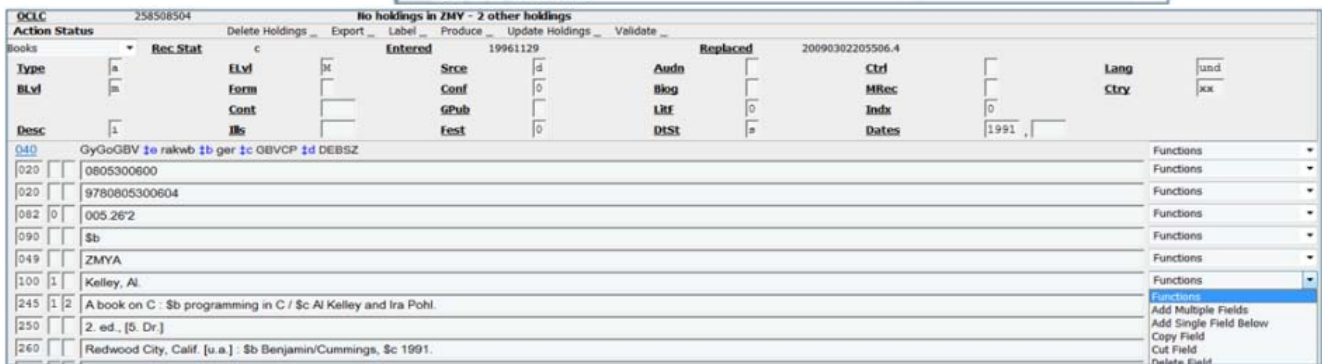 OCLC 258508504 No holdings in ZMY - 2 other holdings
Action Status Delete Holdings _ Export _ Label _ Produce _ Update Holdings _ Validate _
Books Rec Stat c Entered 19961129 Replaced 20090302205506.4
Type a ELvl M Srce d Audn Ctrl Lang und
BLvl m Form Conf 0 Biog MRec Ctry xx
Cont GPub LitF 0 Indx 0
Desc i Ills Fest 0 DtSt s Dates 1991 ,
040 GyGoGBV ‡e rakwb ‡b ger ‡c GBVCP ‡d DEBSZ Functions
020 0805300600 Functions
020 9780805300604 Functions
082 0 005.26"2 Functions
090 $b Functions
049 ZMYA Functions
100 1 Kelley, Al. Functions
245 1 2 A book on C : $b programming in C / $c Al Kelley and Ira Pohl.
250 2. ed., [5. Dr.]
260 Redwood City, Calif. [u.a.] : $b Benjamin/Cummings, $c 1991.
Functions
Add Multiple Fields
Add Single Field Below
Copy Field
Cut Field
Delete Field